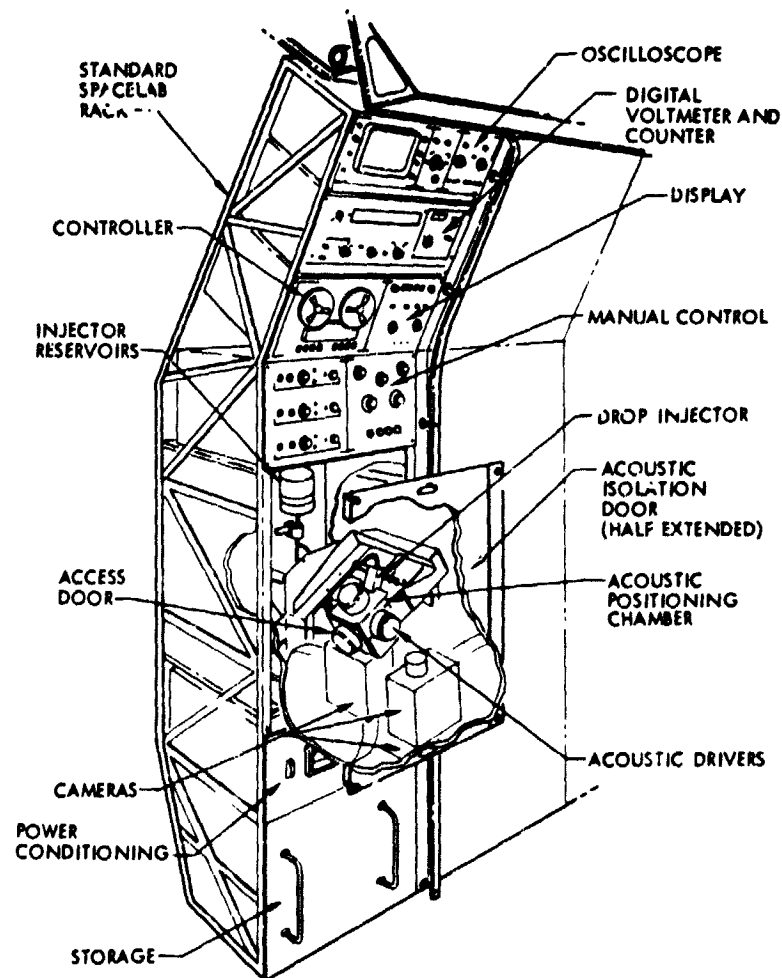 STANDARD
SPACELAB
RACK
CONTROLLER
INJECTOR
RESERVOIRS
ACCESS
DOOR
CAMERAS
POWER
CONDITIONING
STORAGE
OSCILLOSCOPE
DIGITAL
VOLTMETER AND
COUNTER
DISPLAY
MANUAL CONTROL
DROP INJECTOR
ACOUSTIC
ISOLATION
DOOR
(HALF EXTENDED)
ACOUSTIC
POSITIONING
CHAMBER
ACOUSTIC DRIVERS